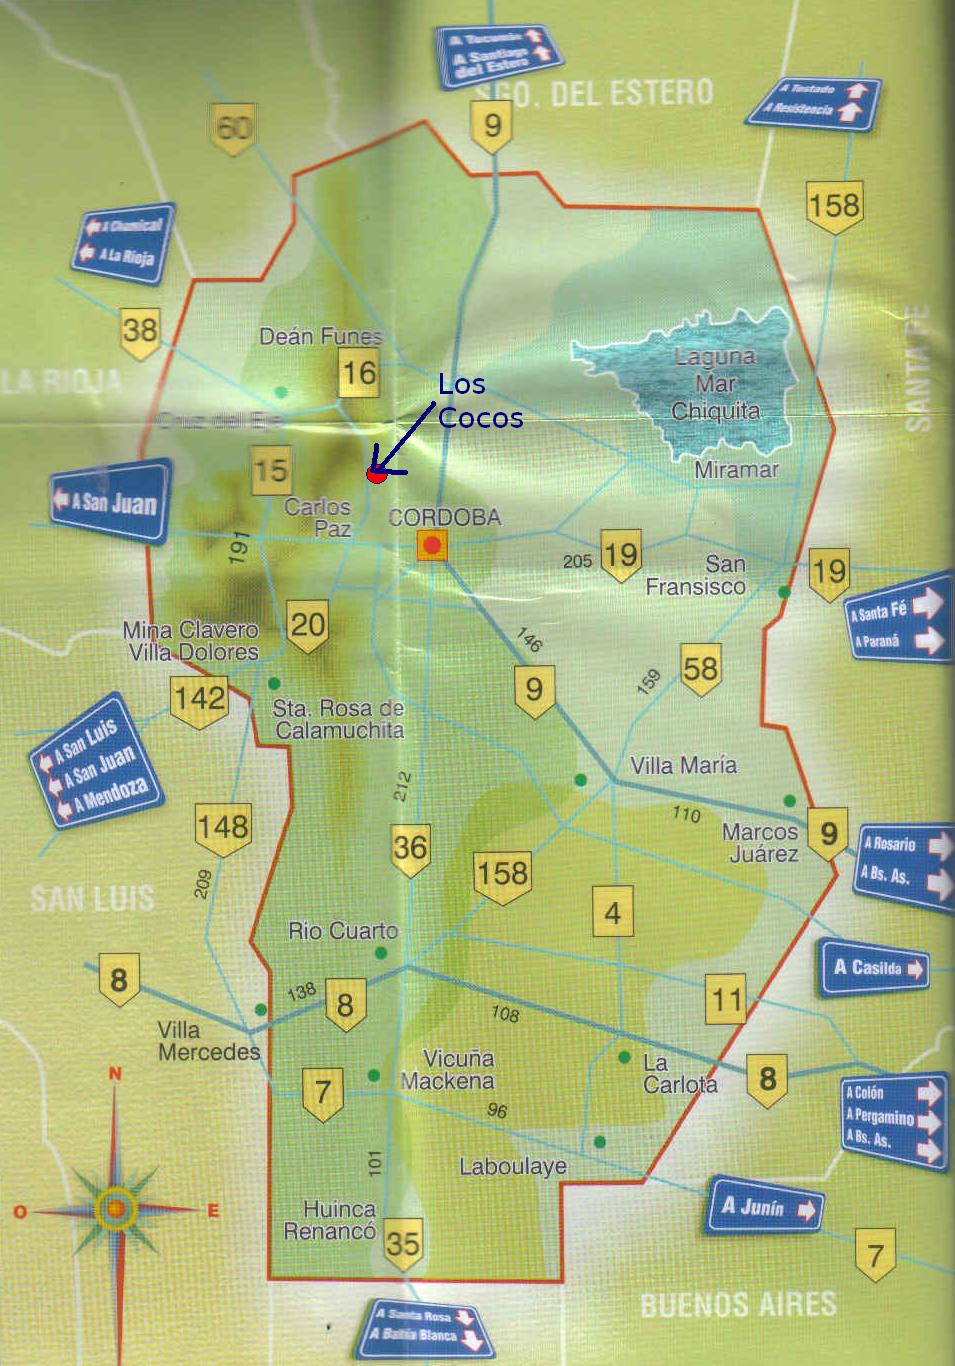 A Tucumán
A Santiago
del Estero
SGO. DEL ESTERO
A Tostado
A Resistencia
60
9
158
A Chamical
A La Rioja
38
Deán Funes
16
LA RIOJA
Los
Cocos
Laguna
Mar
Chiquita
SANTA FE
Cruz del Eje
15
Miramar
A San Juan
Carlos
Paz
CORDOBA
191
205
19
San
Fransisco
19
A Santa Fé
A Paraná
20
Mina Clavero
Villa Dolores
146
142
9
159
58
Sta. Rosa de
Calamuchita
A San Luis
A San Juan
A Mendoza
212
Villa María
110
148
36
Marcos
Juárez
9
A Rosario
A Bs. As.
209
158
4
SAN LUIS
Rio Cuarto
A Casilda
8
138
8
108
11
Villa
Mercedes
Vicuña
Mackena
La
Carlota
8
N
7
96
A Colón
A Pergamino
A Bs. As.
101
Laboulaye
O
E
Huinca
Renancó
35
A Junín
7
BUENOS AIRES
A Santa Rosa
A Bahía Blanca